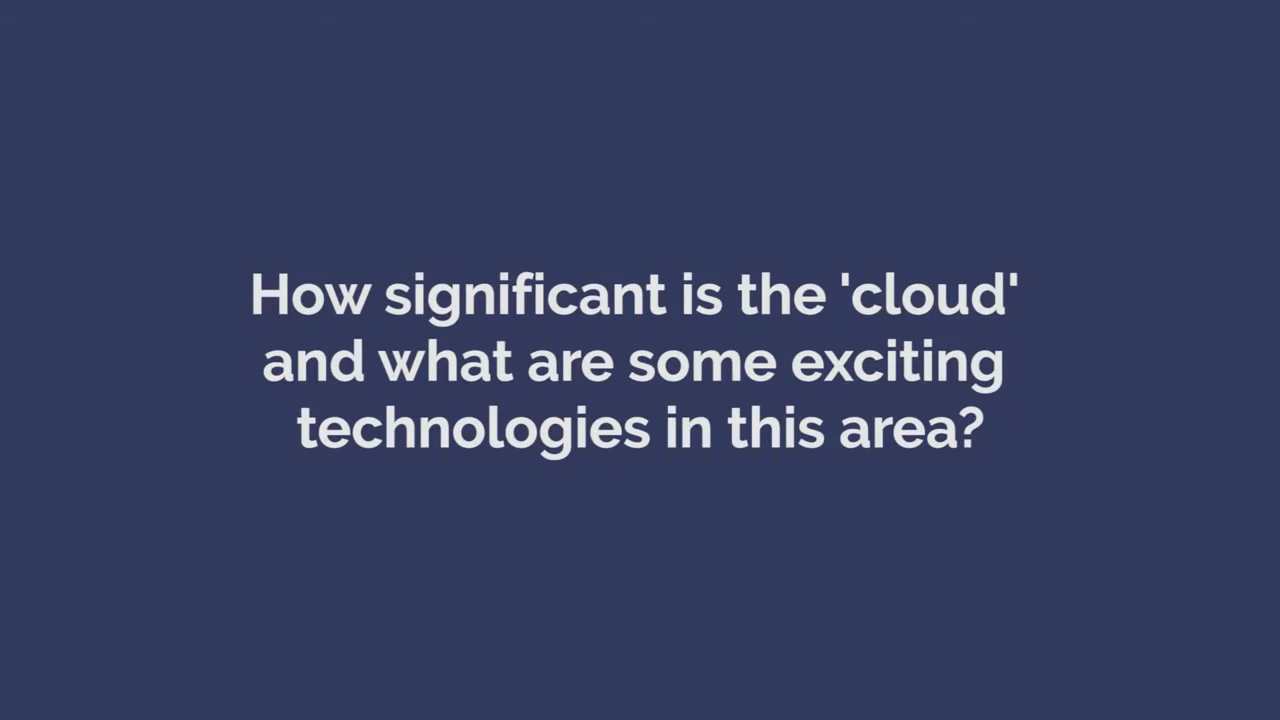 How significant is the 'cloud'
and what are some exciting
technologies in this area?